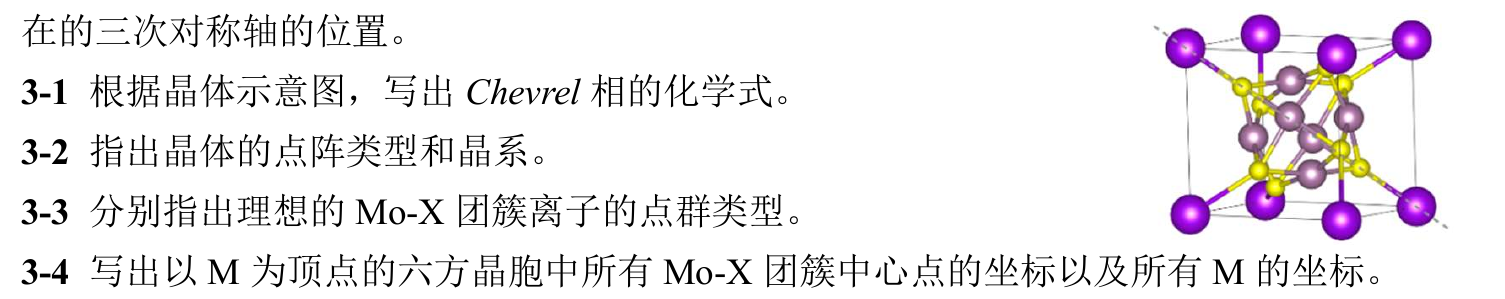 在的三次对称轴的位置。
3-1 根据晶体示意图，写出 Chevrel 相的化学式。
3-2 指出晶体的点阵类型和晶系。
3-3 分别指出理想的 Mo-X 团簇离子的点群类型。
3-4 写出以 M 为顶点的六方晶胞中所有 Mo-X 团簇中心点的坐标以及所有 M 的坐标。